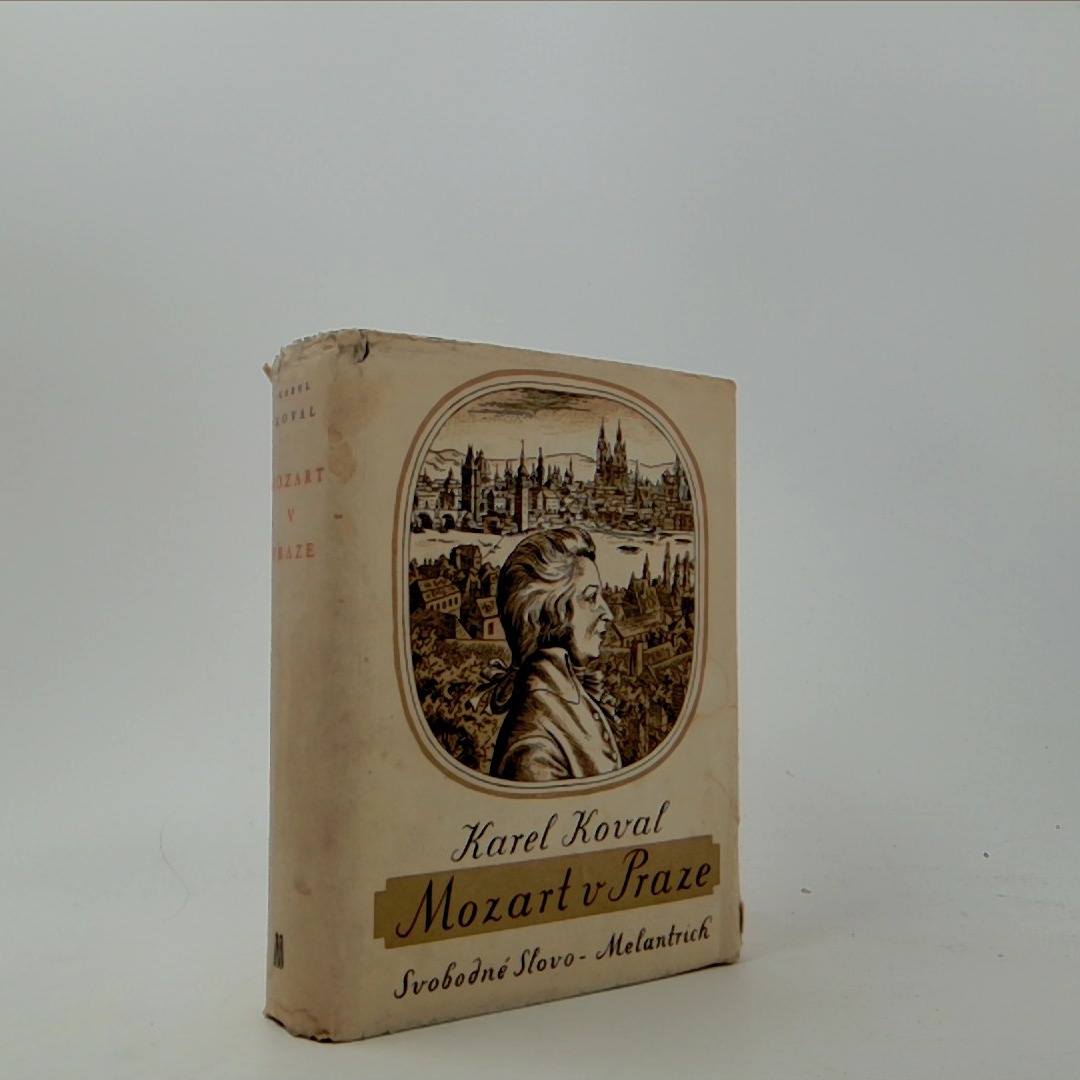 KAREL
KOVAL
MOZART
V
PRAZE
Karel Koval
Mozart v Praze
Svobodné Slovo - Melantrich